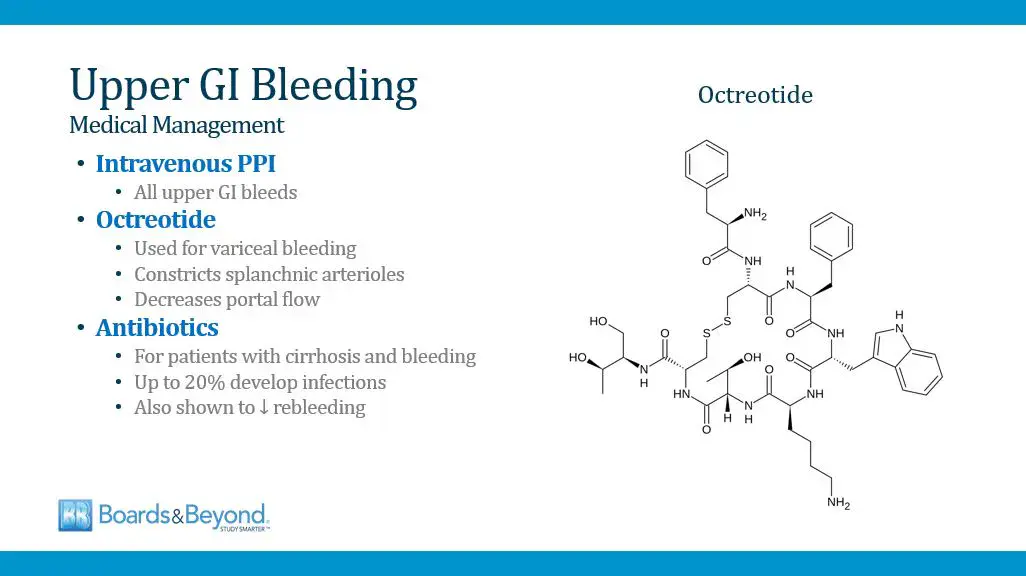 Upper GI Bleeding
Medical Management
• Intravenous PPI
• All upper GI bleeds
• Octreotide
• Used for variceal bleeding
• Constricts splanchnic arterioles
• Decreases portal flow
• Antibiotics
• For patients with cirrhosis and bleeding
• Up to 20% develop infections
• Also shown to ↓ rebleeding
Octreotide
NH2
O
NH
H
N
O
O
NH
H
N
S
S
HO
HO
O
N
H
OH
O
O
HN
NH
O
H
N
H
NH2
BB Boards&Beyond.
STUDY SMARTER™